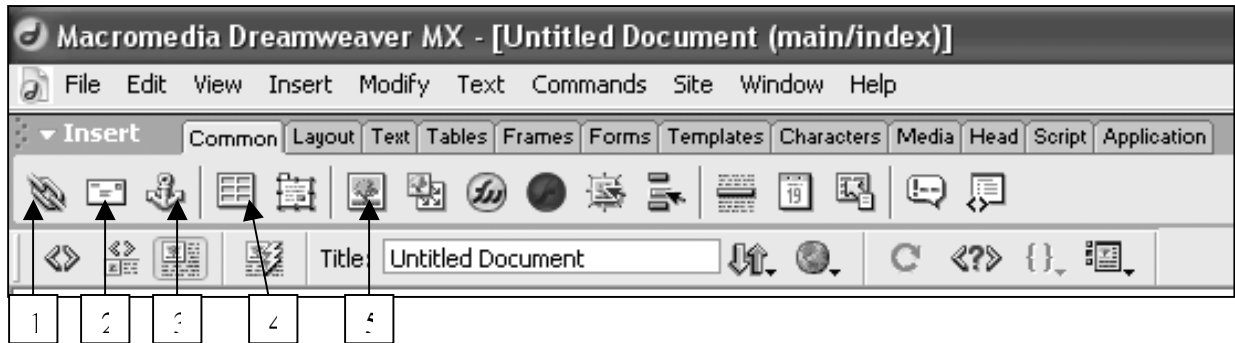 Macromedia Dreamweaver MX - [Untitled Document (main/index)]
File Edit View Insert Modify Text Commands Site Window Help
Insert Common Layout Text Tables Frames Forms Templates Characters Media Head Script Application
19
Title: Untitled Document
1 2 3 4 5